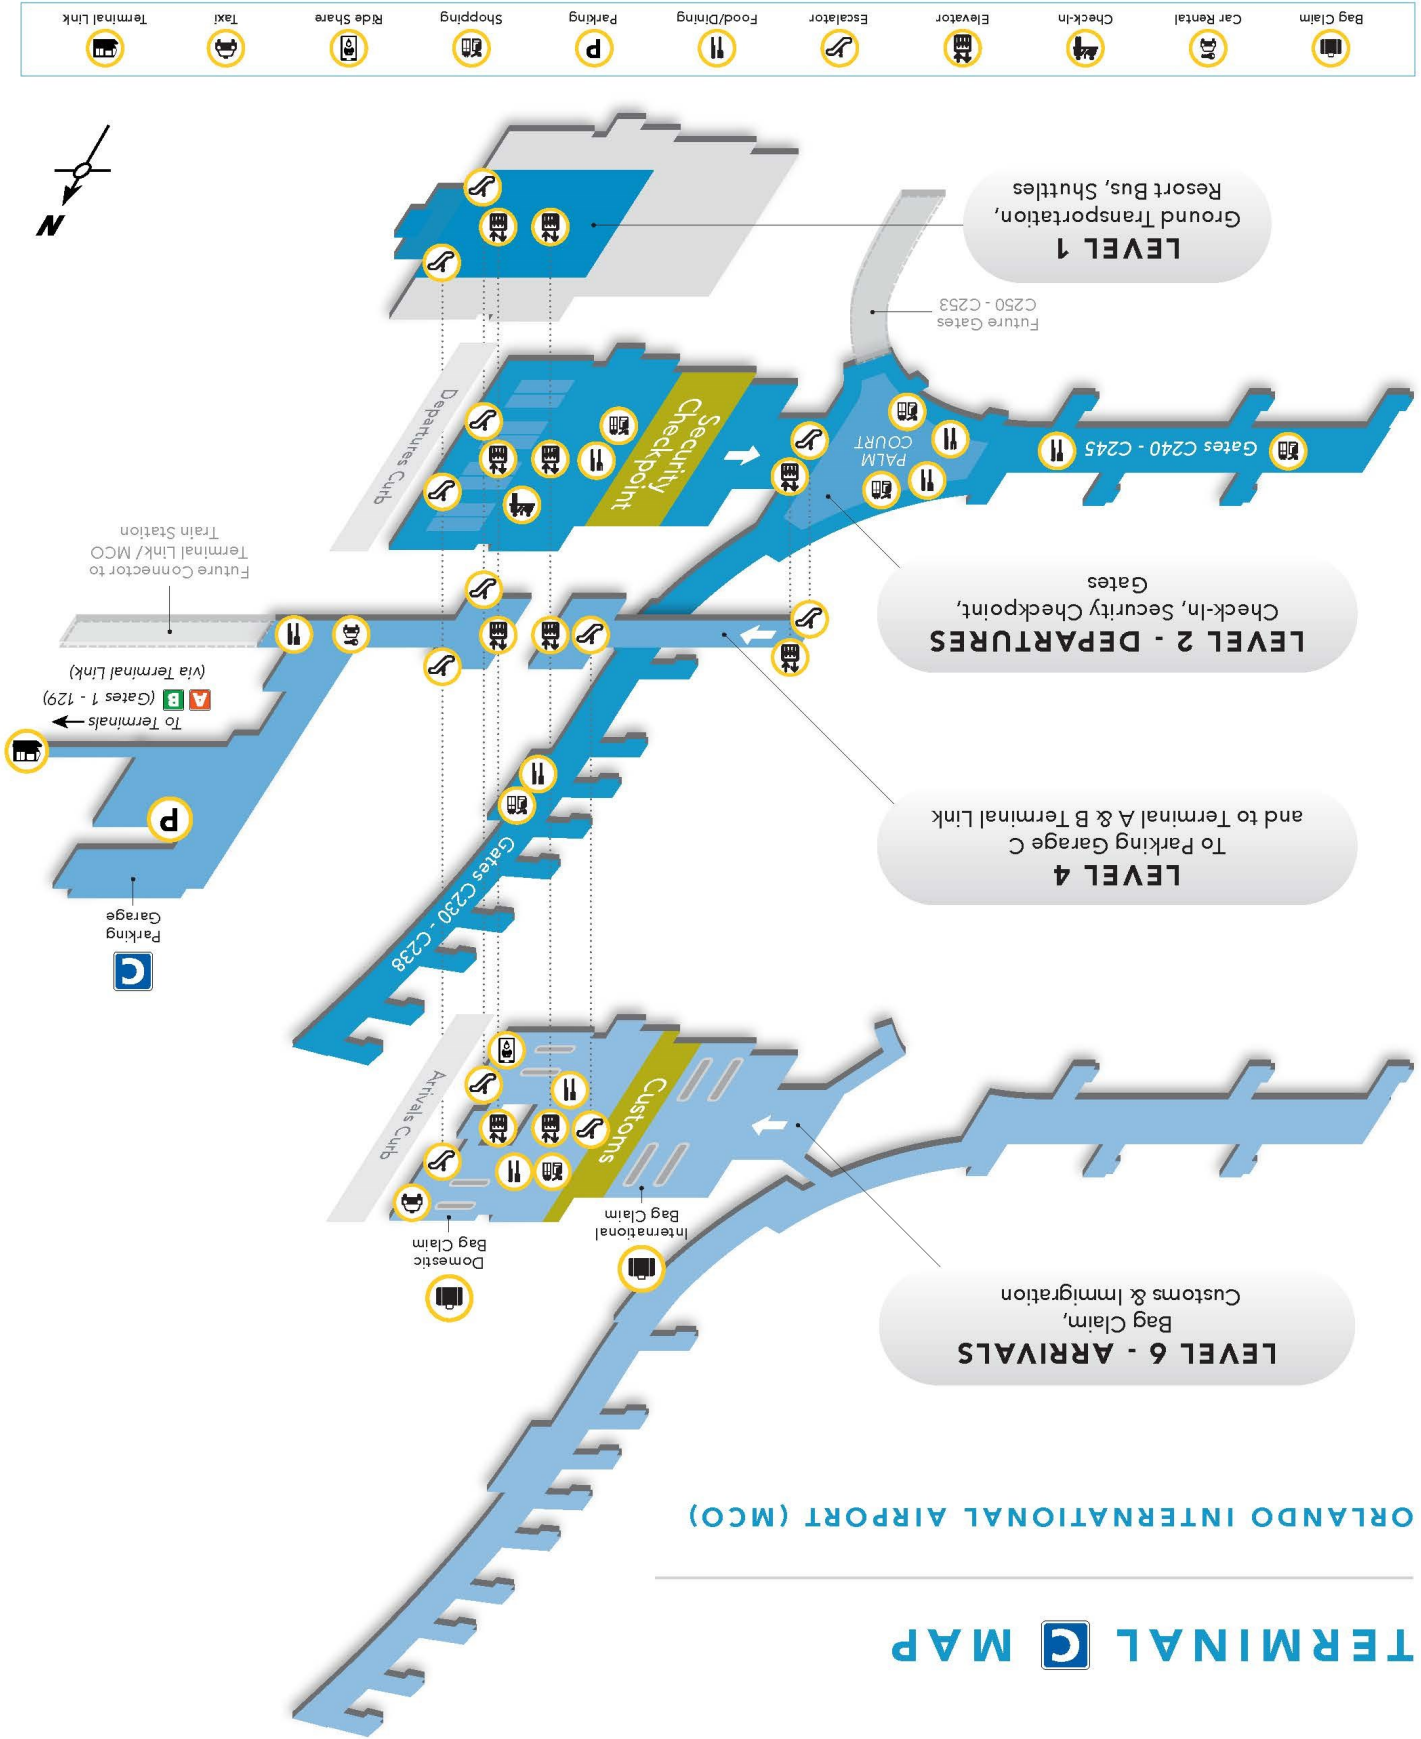 TERMINAL C MAP
ORLANDO INTERNATIONAL AIRPORT (MCO)
LEVEL 6 - ARRIVALS
Bag Claim,
Customs & Immigration
International
Bag Claim
Domestic
Bag Claim
Customs
Arrivals Curb
LEVEL 4
To Parking Garage C
and to Terminal A & B Terminal Link
C
Parking
Garage
P
To Terminals
A B (Gates 1 - 129)
(via Terminal Link)
Future Connector to
Terminal Link/ MCO
Train Station
Gates C230 - C238
LEVEL 2 - DEPARTURES
Check-In, Security Checkpoint,
Gates
Gates C240 - C245
PALM
COURT
Security
Checkpoint
Departures Curb
Future Gates
C250 - C253
LEVEL 1
Ground Transportation,
Resort Bus, Shuttles
N
P
Bag Claim
Car Rental
Check-In
Elevator
Escalator
Food/Dining
Parking
Shopping
Ride Share
Taxi
Terminal Link